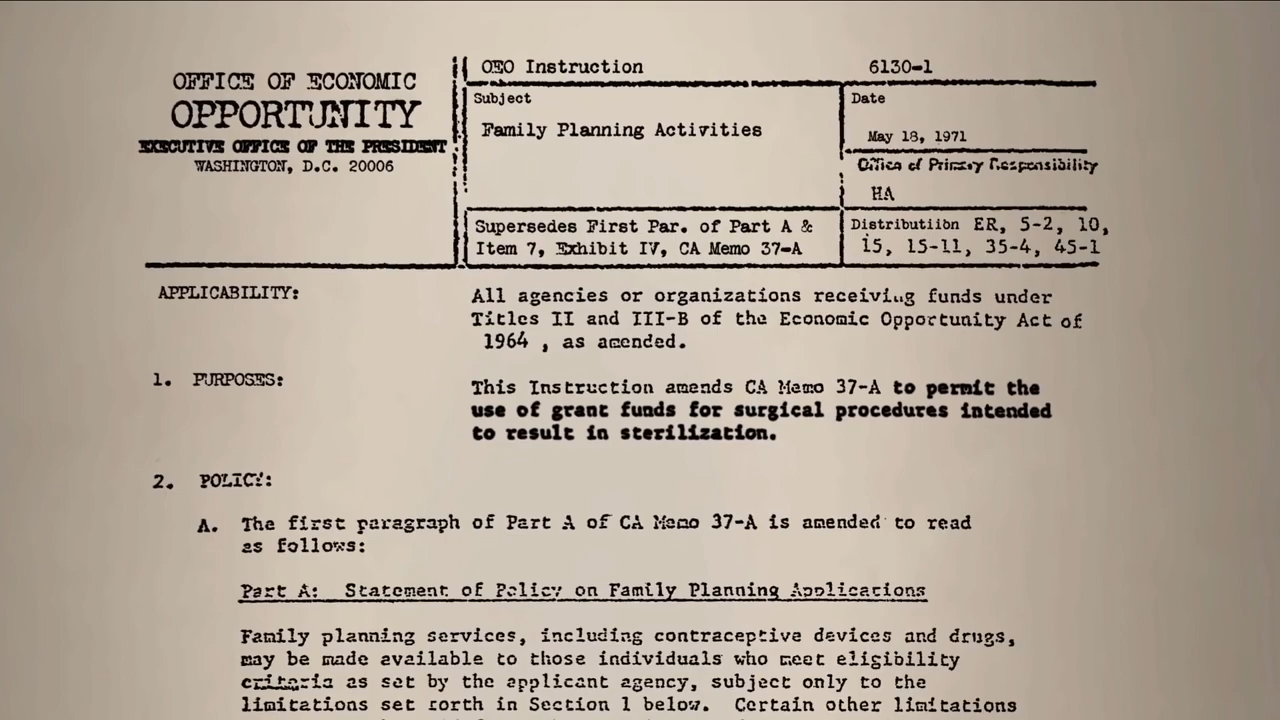 OFFICE OF ECONOMIC
OPPORTUNITY
EXECUTIVE OFFICE OF THE PRESIDENT
WASHINGTON, D.C. 20006
OEO Instruction
6130-1
Subject
Family Planning Activities
Date
May 18, 1971
Office of Primary Responsibility
HA
Supersedes First Par. of Part A &
Item 7, Exhibit IV, CA Memo 37-A
Distributiibn ER, 5-2, 10,
15, 15-11, 35-4, 45-1
APPLICABILITY:
All agencies or organizations receiving funds under
Titles II and III-B of the Economic Opportunity Act of
1964 , as amended.
1. PURPOSES:
This Instruction amends CA Memo 37-A to permit the
use of grant funds for surgical procedures intended
to result in sterilization.
2. POLICY:
A. The first paragraph of Part A of CA Memo 37-A is amended to read
as follows:
Part A: Statement of Policy on Family Planning Applications
Family planning services, including contraceptive devices and drugs,
may be made available to those individuals who meet eligibility
criteria as set by the applicant agency, subject only to the
limitations set forth in Section 1 below. Certain other limitations